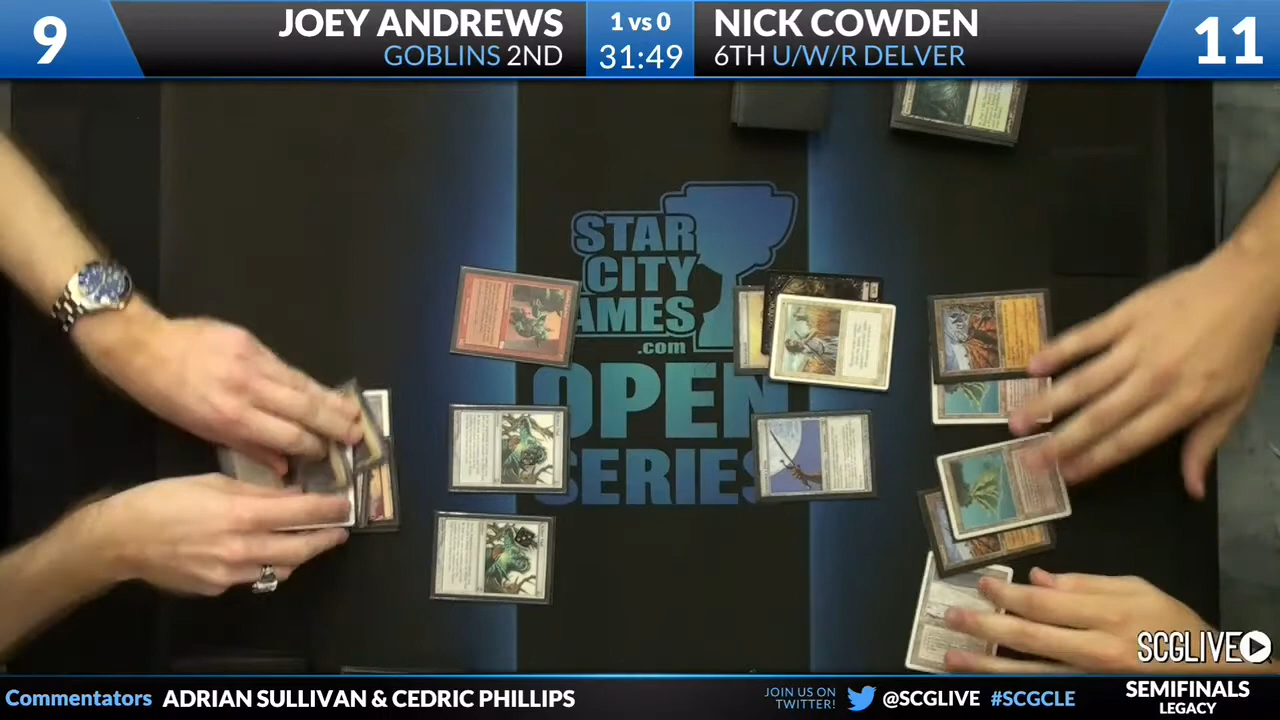 9
JOEY ANDREWS
GOBLINS 2ND
1 vs 0
31:49
NICK COWDEN
6TH U/W/R DELVER
11
STAR
CITY
GAMES
.com
OPEN
SERIES
SCGLIVE
Commentators ADRIAN SULLIVAN & CEDRIC PHILLIPS
JOIN US ON
TWITTER!
@SCGLIVE #SCGCLE
SEMIFINALS
LEGACY